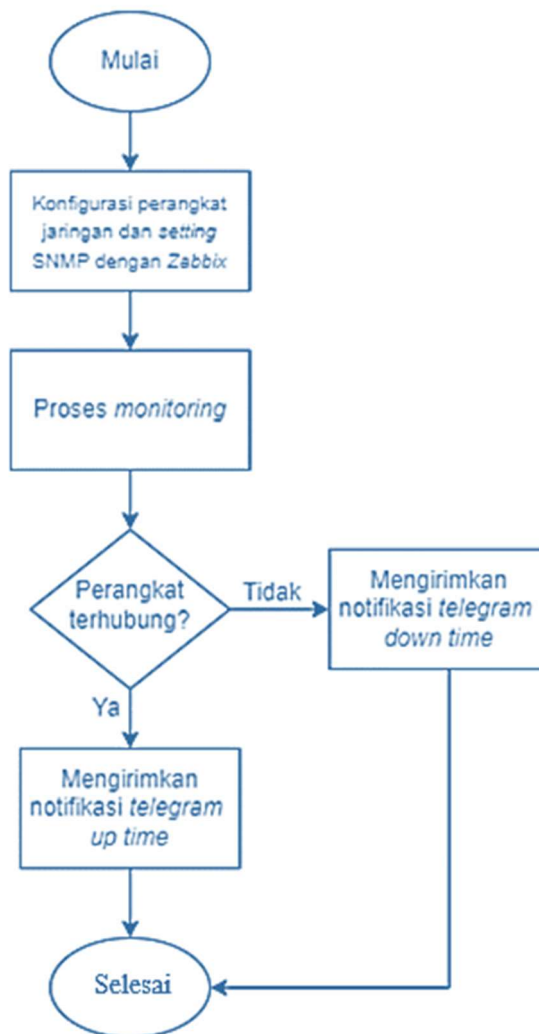 Mulai
Konfigurasi perangkat
jaringan dan setting
SNMP dengan Zabbix
Proses monitoring
Perangkat
terhubung?
Tidak
Mengirimkan
notifikasi telegram
down time
Ya
Mengirimkan
notifikasi telegram
up time
Selesai